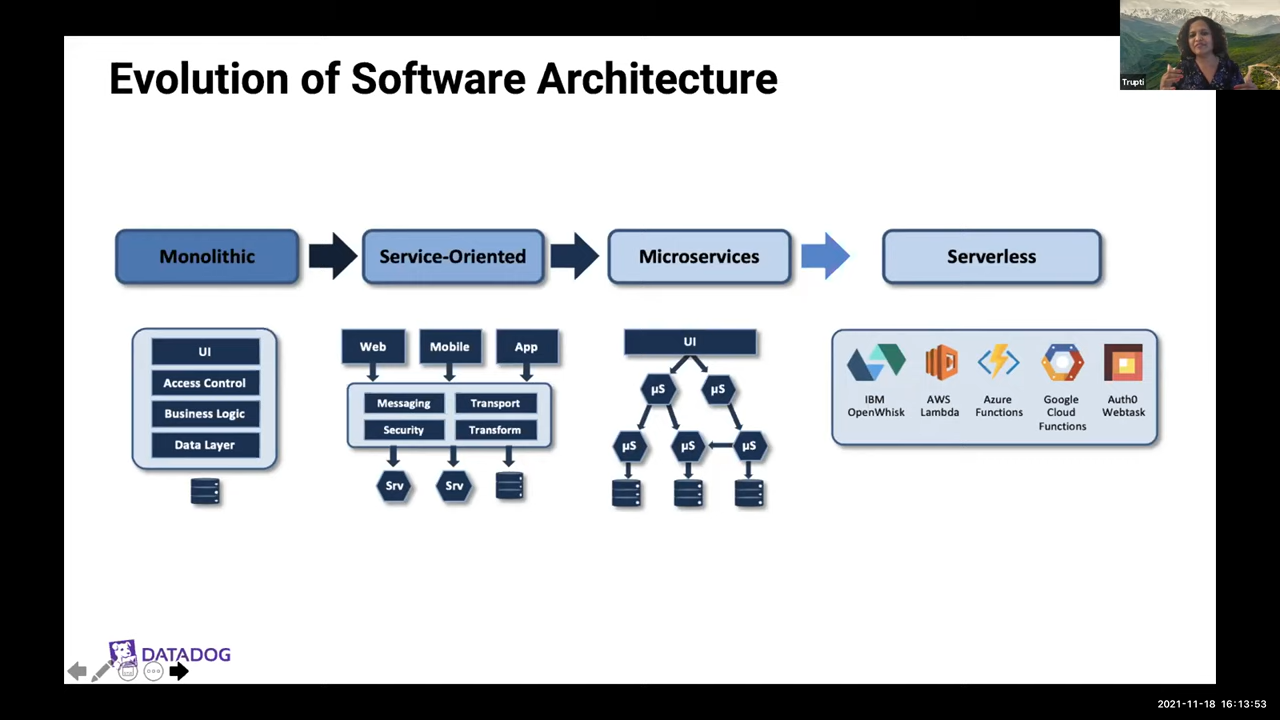 Evolution of Software Architecture
Trupti
Monolithic
Service-Oriented
Microservices
Serverless
UI
Access Control
Business Logic
Data Layer
Web
Mobile
App
Messaging
Transport
Security
Transform
Srv
Srv
UI
µS
µS
µS
µS
µS
IBM
OpenWhisk
AWS
Lambda
Azure
Functions
Google
Cloud
Functions
Auth0
Webtask
DATADOG
2021-11-18 16:13:53